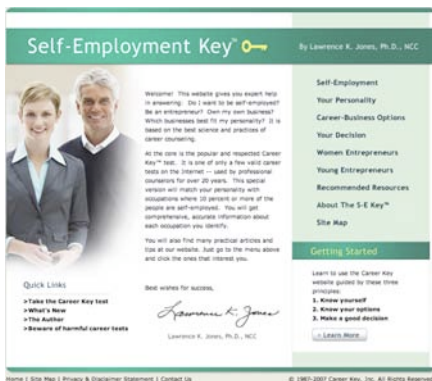 Self-Employment Key™
By Lawrence K. Jones, Ph.D., NCC
Welcome! This website gives you expert help
in answering: Do I want to be self-employed?
Be an entrepreneur? Own my own business?
Which businesses best fit my personality? It is
based on the best science and practices of
career counseling.
At the core is the popular and respected Career
Key™ test. It is one of only a few valid career
tests on the Internet -- used by professional
counselors for over 20 years. This special
version will match your personality with
occupations where 10 percent or more of the
people are self-employed. You will get
comprehensive, accurate information about
each occupation you identify.
You will also find many practical articles and
tips at our website. Just go to the menu above
and click the ones that interest you.
Best wishes for success,
Lawrence K. Jones
Lawrence K. Jones, Ph.D., NCC
Quick Links
>Take the Career Key test
>What's New
>The Author
>Beware of harmful career tests
Self-Employment
Your Personality
Career-Business Options
Your Decision
Women Entrepreneurs
Young Entrepreneurs
Recommended Resources
About The S-E Key™
Site Map
Getting Started
Learn to use the Career Key
website guided by these three
principles:
1. Know yourself
2. Know your options
3. Make a good decision
› Learn More
Home | Site Map | Privacy & Disclaimer Statement | Contact Us
© 1987-2007 Career Key, Inc. All Rights Reserved